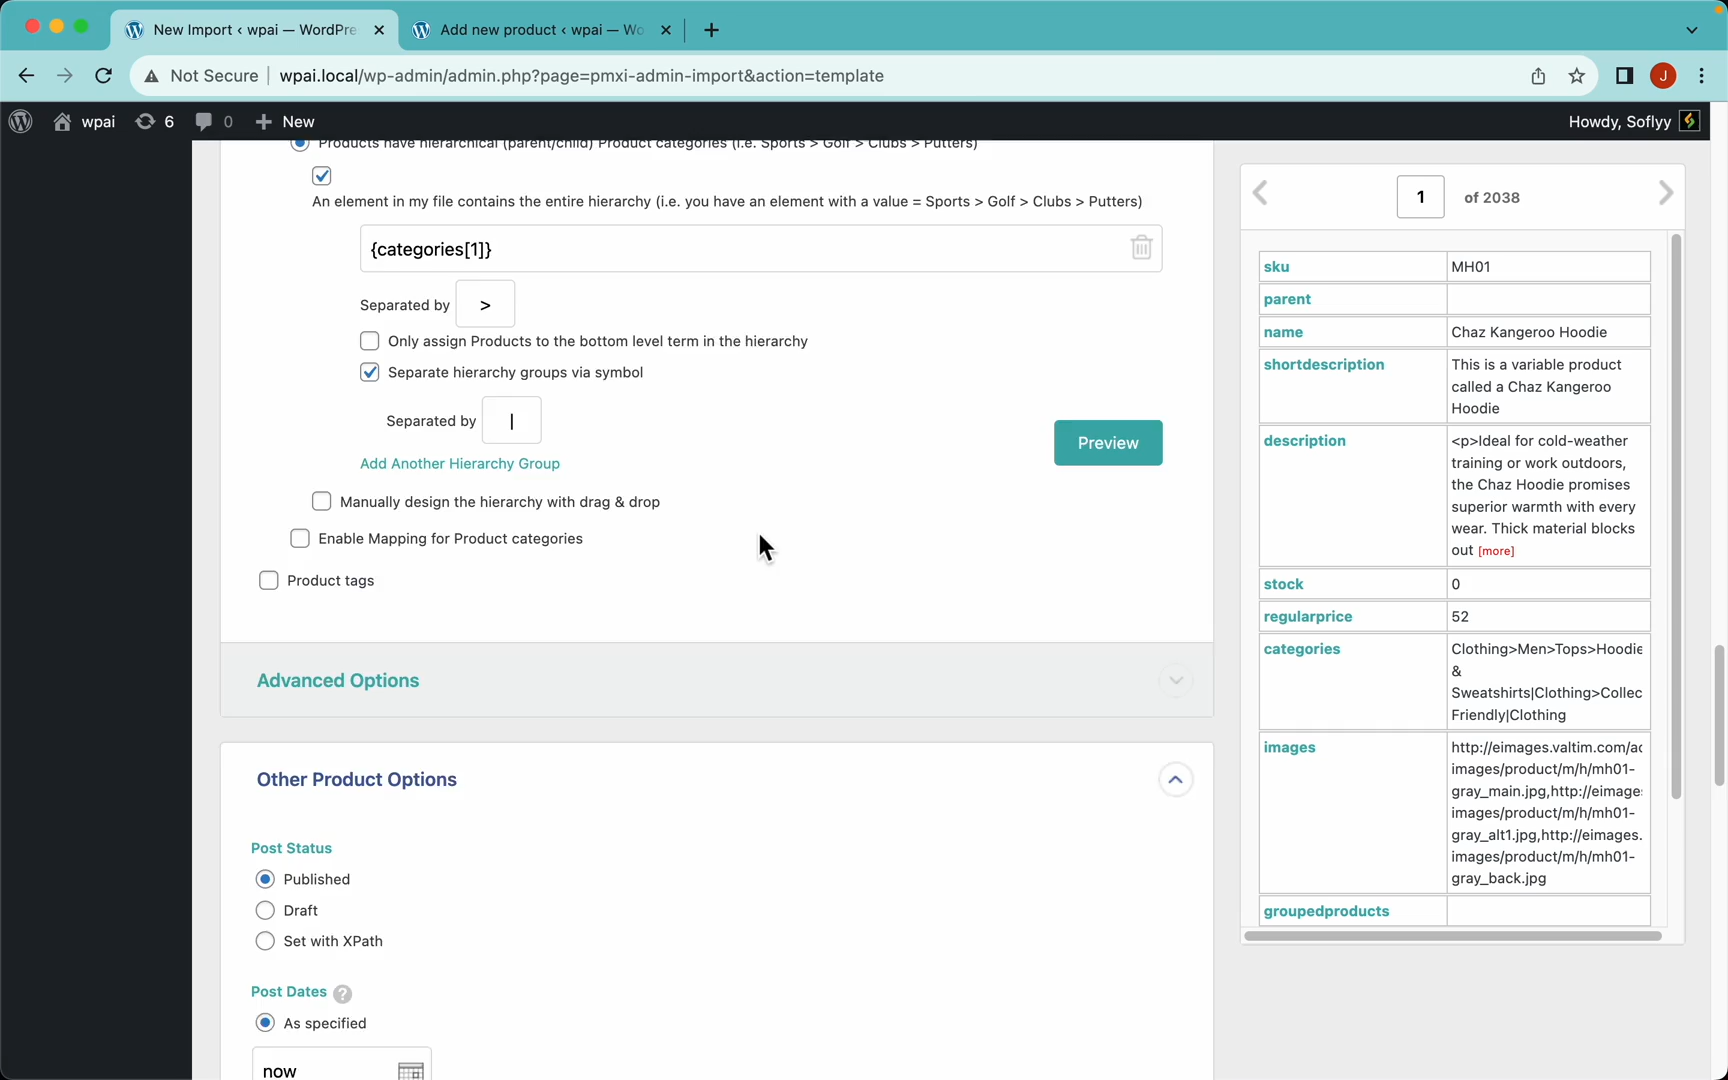 New Import ‹ wpai — WordPre
Add new product ‹ wpai — Wo
Not Secure
wpai.local/wp-admin/admin.php?page=pmxi-admin-import&action=template
J
wpai
6
0
New
Howdy, Soflyy
Products have hierarchical (parent/child) Product categories (i.e. Sports > Golf > Clubs > Putters)
An element in my file contains the entire hierarchy (i.e. you have an element with a value = Sports > Golf > Clubs > Putters)
{categories[1]}
Separated by >
Only assign Products to the bottom level term in the hierarchy
Separate hierarchy groups via symbol
Separated by |
Add Another Hierarchy Group
Preview
Manually design the hierarchy with drag & drop
Enable Mapping for Product categories
Product tags
Advanced Options
Other Product Options
Post Status
Published
Draft
Set with XPath
Post Dates ?
As specified
now
1 of 2038
sku MH01
parent
name Chaz Kangeroo Hoodie
shortdescription This is a variable product
called a Chaz Kangeroo
Hoodie
description <p>Ideal for cold-weather
training or work outdoors,
the Chaz Hoodie promises
superior warmth with every
wear. Thick material blocks
out [more]
stock 0
regularprice 52
categories Clothing>Men>Tops>Hoodie
&
Sweatshirts|Clothing>Collec
Friendly|Clothing
images http://eimages.valtim.com/ac
images/product/m/h/mh01-
gray_main.jpg,http://eimage
images/product/m/h/mh01-
gray_alt1.jpg,http://eimages.
images/product/m/h/mh01-
gray_back.jpg
groupedproducts